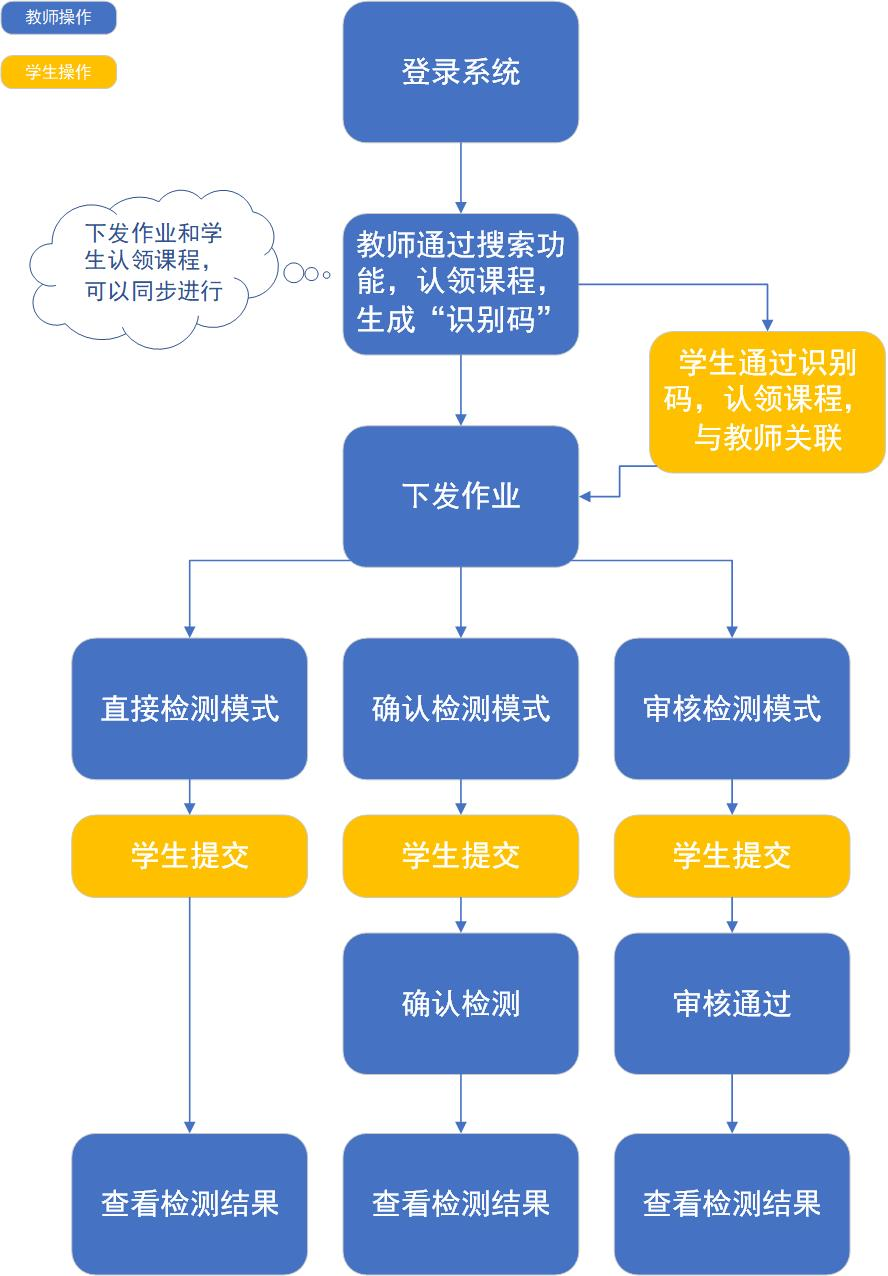 教师操作
学生操作
登录系统
下发作业和学
生认领课程，
可以同步进行
教师通过搜索功
能，认领课程，
生成“识别码”
学生通过识别
码，认领课程，
与教师关联
下发作业
直接检测模式
确认检测模式
审核检测模式
学生提交
学生提交
学生提交
确认检测
审核通过
查看检测结果
查看检测结果
查看检测结果